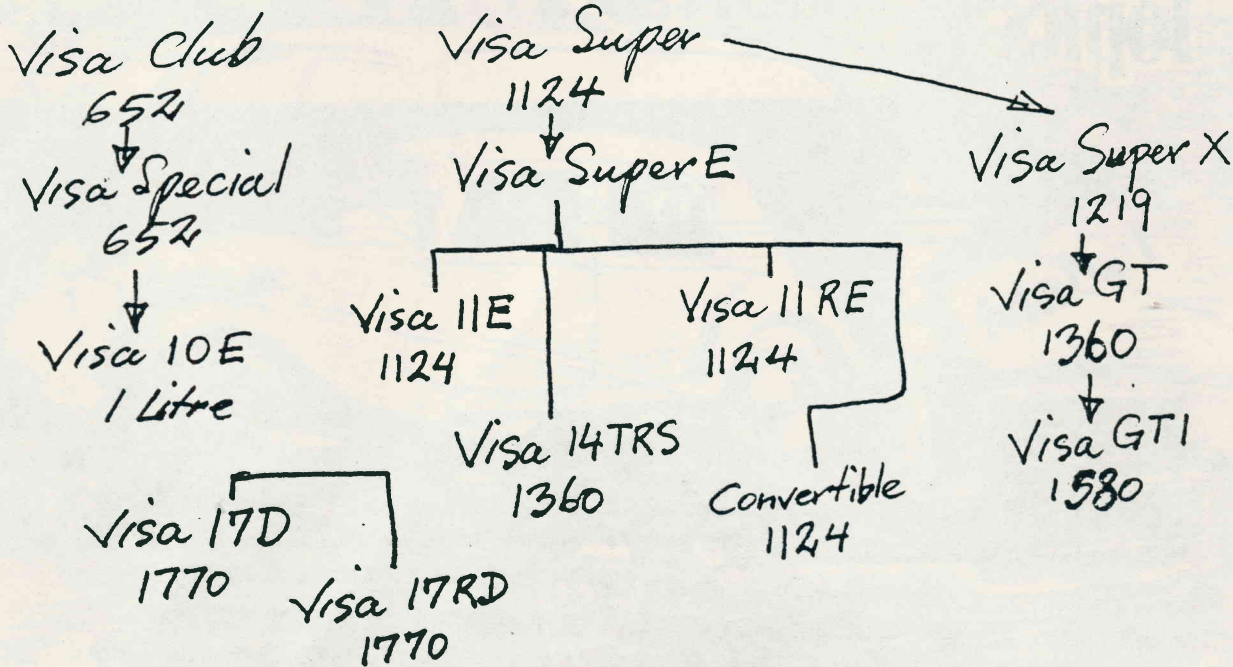 Visa Club
652
Visa Special
652
Visa 10E
1 Litre
Visa 17D
1770
Visa 17RD
1770
Visa Super
1124
Visa Super E
Visa 11E
1124
Visa 14TRS
1360
Visa 11RE
1124
Convertible
1124
Visa Super X
1219
Visa GT
1360
Visa GTI
1580